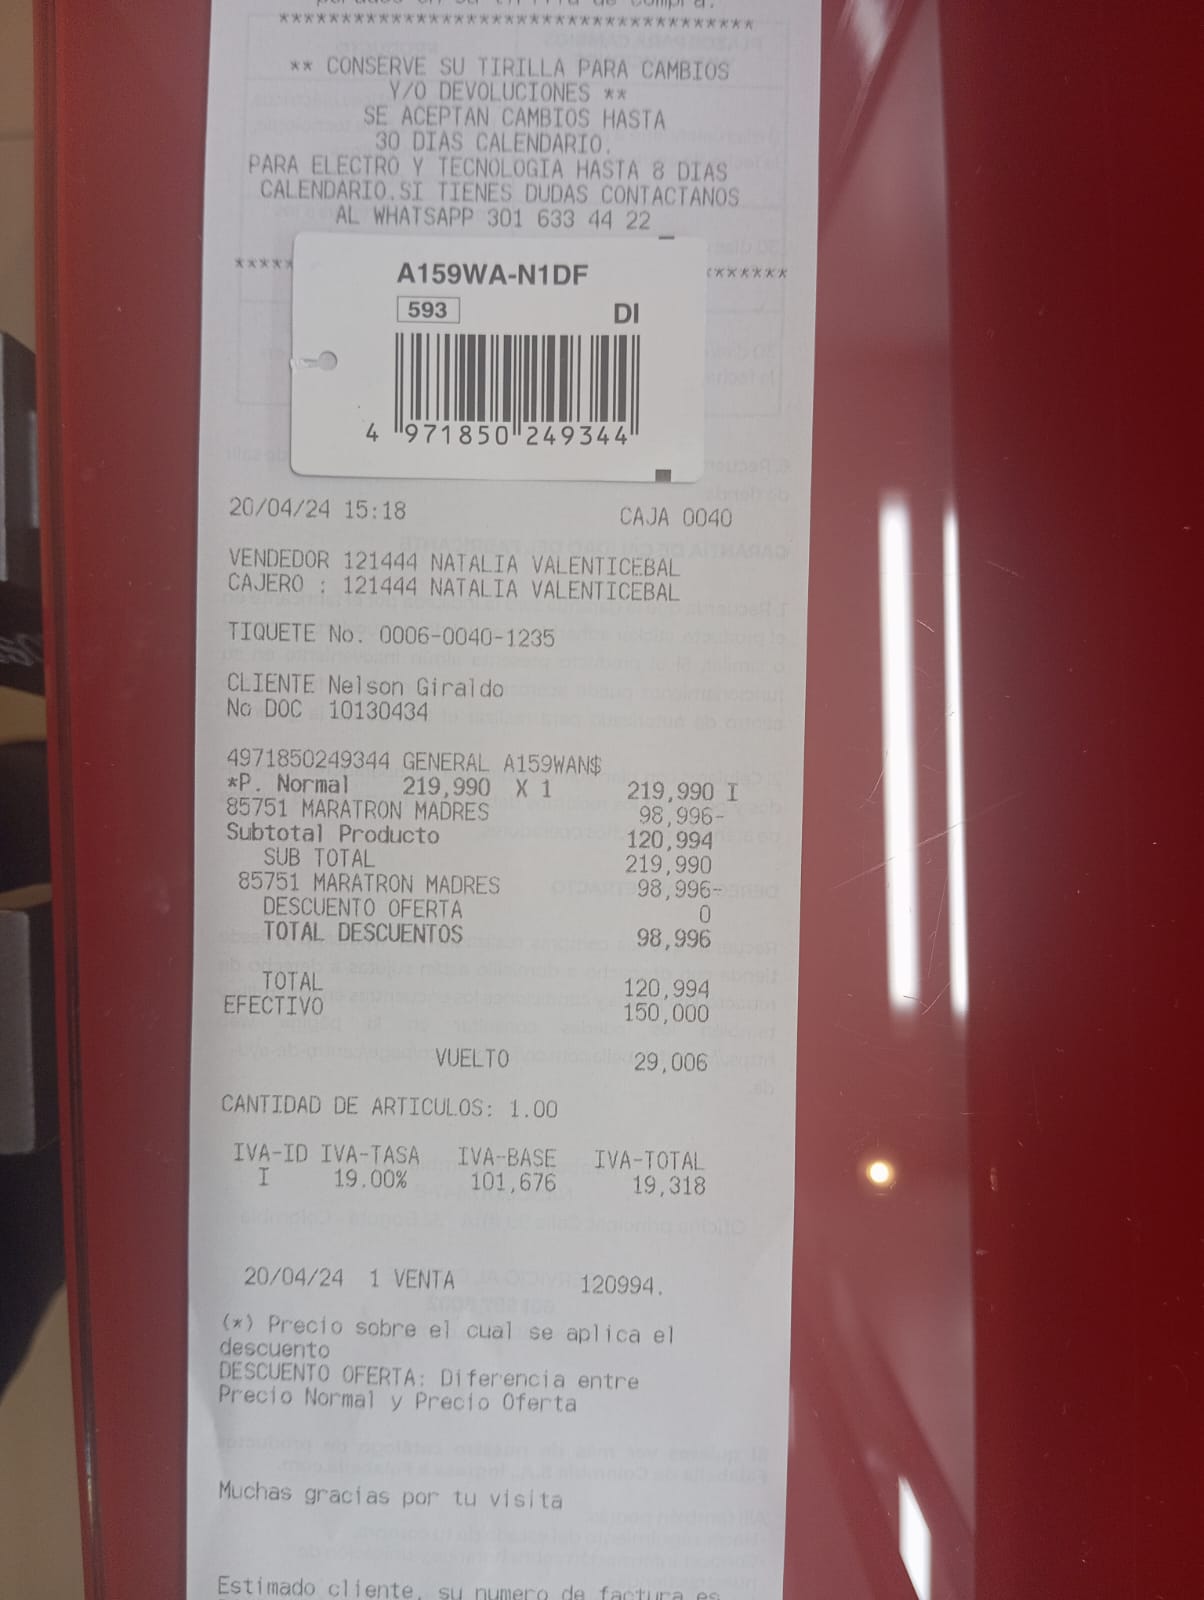 ** CONSERVE SU TIRILLA PARA CAMBIOS
Y/O DEVOLUCIONES **
SE ACEPTAN CAMBIOS HASTA
30 DIAS CALENDARIO.
PARA ELECTRO Y TECNOLOGIA HASTA 8 DIAS
CALENDARIO.SI TIENES DUDAS CONTACTANOS
AL WHATSAPP 301 633 44 22
A159WA-N1DF
593 DI
4 971850 249344
20/04/24 15:18 CAJA 0040
VENDEDOR 121444 NATALIA VALENTICEBAL
CAJERO : 121444 NATALIA VALENTICEBAL
TIQUETE No. 0006-0040-1235
CLIENTE Nelson Giraldo
No DOC 10130434
4971850249344 GENERAL A159WAN$
*P. Normal 219,990 X 1 219,990 I
85751 MARATRON MADRES 98,996-
Subtotal Producto 120,994
SUB TOTAL 219,990
85751 MARATRON MADRES 98,996-
DESCUENTO OFERTA 0
TOTAL DESCUENTOS 98,996
TOTAL 120,994
EFECTIVO 150,000
VUELTO 29,006
CANTIDAD DE ARTICULOS: 1.00
IVA-ID IVA-TASA IVA-BASE IVA-TOTAL
I 19.00% 101,676 19,318
20/04/24 1 VENTA 120994.
(*) Precio sobre el cual se aplica el
descuento
DESCUENTO OFERTA: Diferencia entre
Precio Normal y Precio Oferta
Muchas gracias por tu visita
Estimado cliente, su numero de factura es